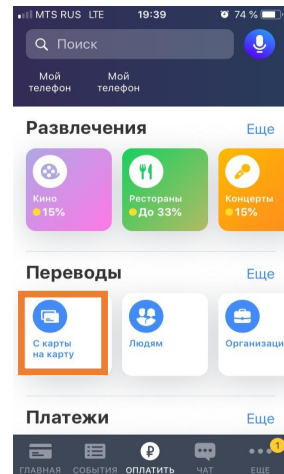 MTS RUS LTE 19:39 74 %
Поиск
Мой Мой
телефон телефон
Развлечения Еще
Кино Рестораны Концерты
15% До 33% 15%
Переводы Еще
С карты Людям Организаци
на карту
Платежи Еще
1
ГЛАВНАЯ СОБЫТИЯ ОПЛАТИТЬ ЧАТ ЕЩЕ